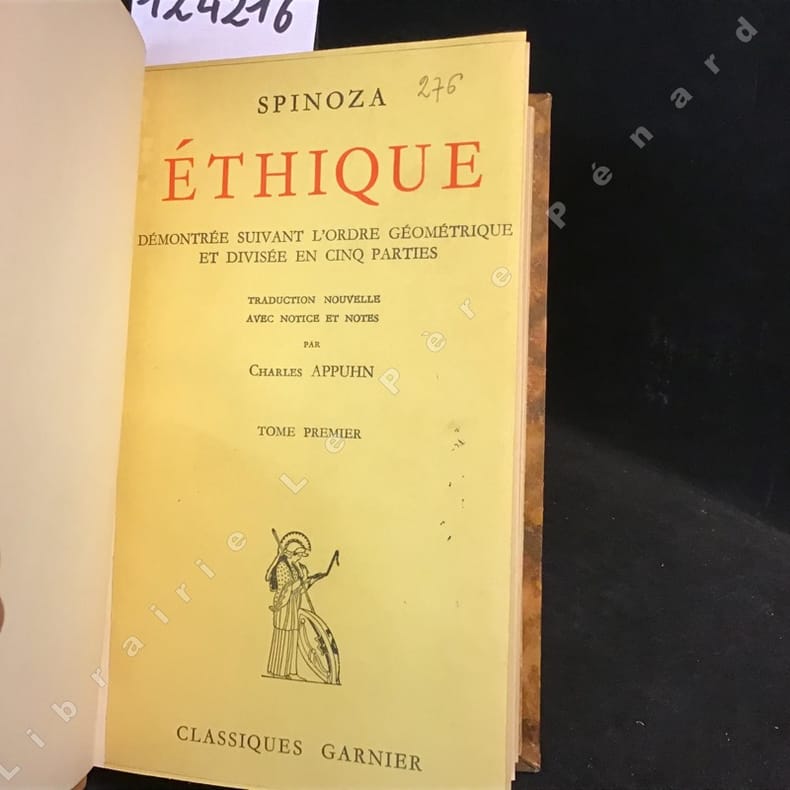 124216
SPINOZA
276
ÉTHIQUE
DÉMONTRÉE SUIVANT L'ORDRE GÉOMÉTRIQUE
ET DIVISÉE EN CINQ PARTIES
TRADUCTION NOUVELLE
AVEC NOTICE ET NOTES
PAR
CHARLES APPUHN
TOME PREMIER
CLASSIQUES GARNIER
Librairie Le Père Pénard